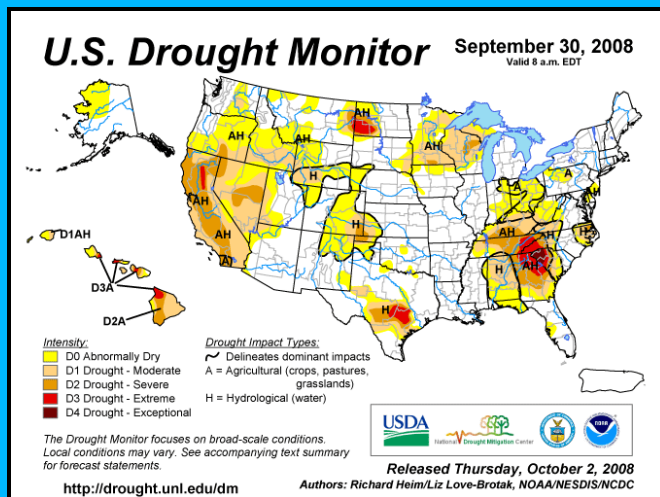 U.S. Drought Monitor
September 30, 2008
Valid 8 a.m. EDT
AH
AH
AH
AH
H
A
A
A
AH
H
H
AH
AH
H
AH
AH
A
H
H
D1AH
D3A
D2A
Intensity:
D0 Abnormally Dry
D1 Drought - Moderate
D2 Drought - Severe
D3 Drought - Extreme
D4 Drought - Exceptional
Drought Impact Types:
Delineates dominant impacts
A = Agricultural (crops, pastures,
grasslands)
H = Hydrological (water)
The Drought Monitor focuses on broad-scale conditions.
Local conditions may vary. See accompanying text summary
for forecast statements.
http://drought.unl.edu/dm
USDA
National Drought Mitigation Center
NOAA
Released Thursday, October 2, 2008
Authors: Richard Heim/Liz Love-Brotak, NOAA/NESDIS/NCDC